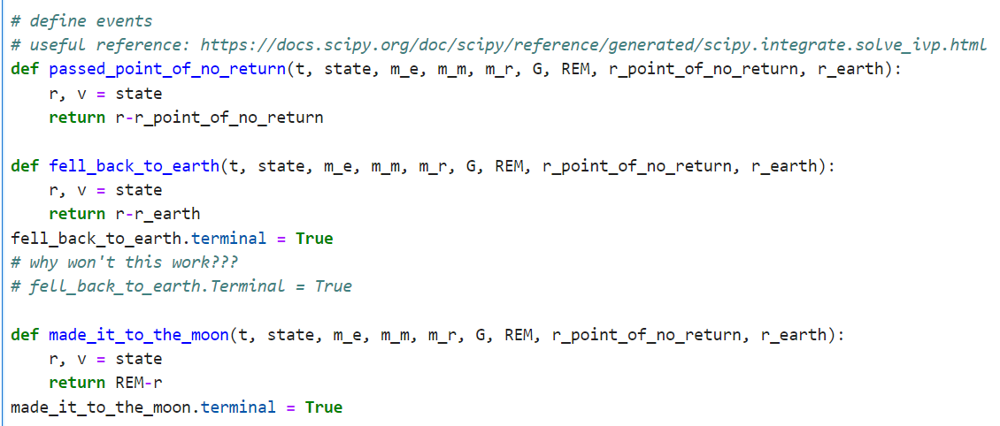 # define events
# useful reference: https://docs.scipy.org/doc/scipy/reference/generated/scipy.integrate.solve_ivp.html
def passed_point_of_no_return(t, state, m_e, m_m, m_r, G, REM, r_point_of_no_return, r_earth):
    r, v = state
    return r-r_point_of_no_return

def fell_back_to_earth(t, state, m_e, m_m, m_r, G, REM, r_point_of_no_return, r_earth):
    r, v = state
    return r-r_earth
fell_back_to_earth.terminal = True
# why won't this work???
# fell_back_to_earth.Terminal = True

def made_it_to_the_moon(t, state, m_e, m_m, m_r, G, REM, r_point_of_no_return, r_earth):
    r, v = state
    return REM-r
made_it_to_the_moon.terminal = True